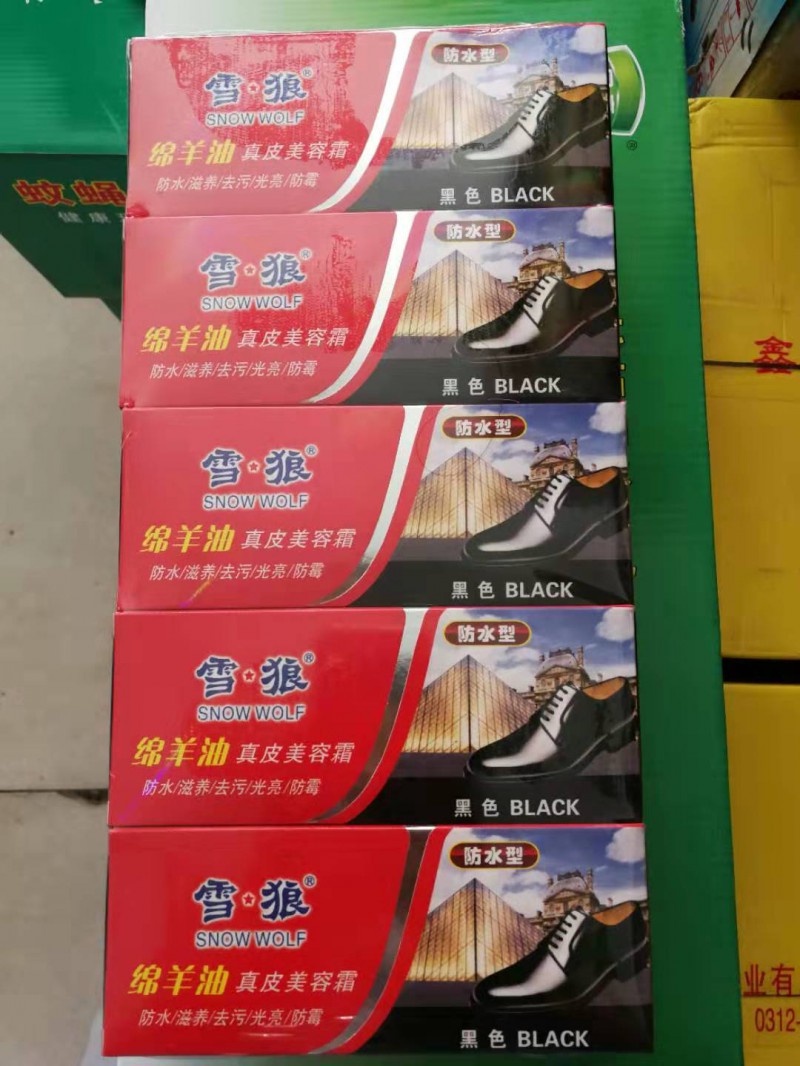 防水型
雪★狼®
SNOW WOLF
绵羊油 真皮美容霜
防水/滋养/去污/光亮/防霉
黑色 BLACK
防水型
雪★狼®
SNOW WOLF
绵羊油 真皮美容霜
防水/滋养/去污/光亮/防霉
黑色 BLACK
防水型
雪★狼®
SNOW WOLF
绵羊油 真皮美容霜
防水/滋养/去污/光亮/防霉
黑色 BLACK
防水型
雪★狼®
SNOW WOLF
绵羊油 真皮美容霜
防水/滋养/去污/光亮/防霉
黑色 BLACK
防水型
雪★狼®
SNOW WOLF
绵羊油 真皮美容霜
防水/滋养/去污/光亮/防霉
黑色 BLACK
蚊蝇
健康
®
鑫
业有
0312-